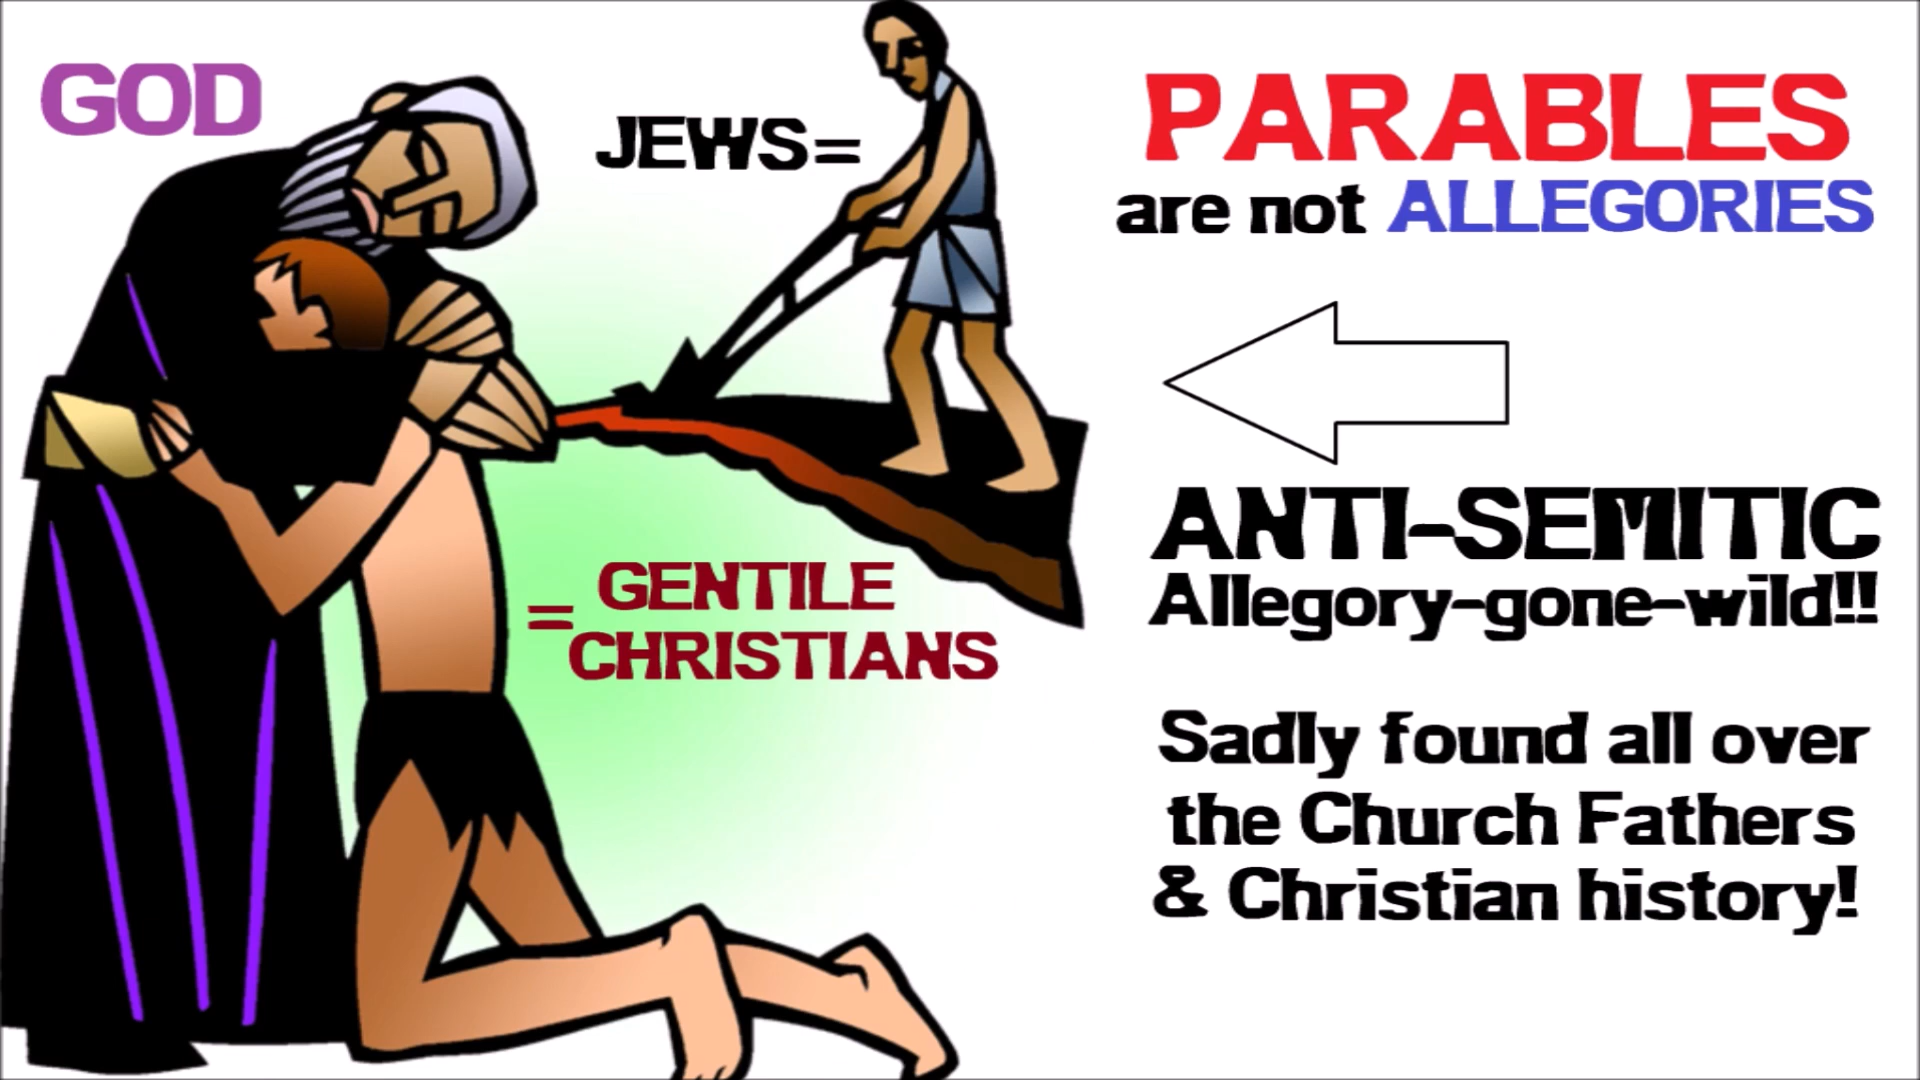 GOD
JEWS=
= GENTILE
CHRISTIANS
PARABLES
are not ALLEGORIES
ANTI-SEMITIC
Allegory-gone-wild!!
Sadly found all over
the Church Fathers
& Christian history!